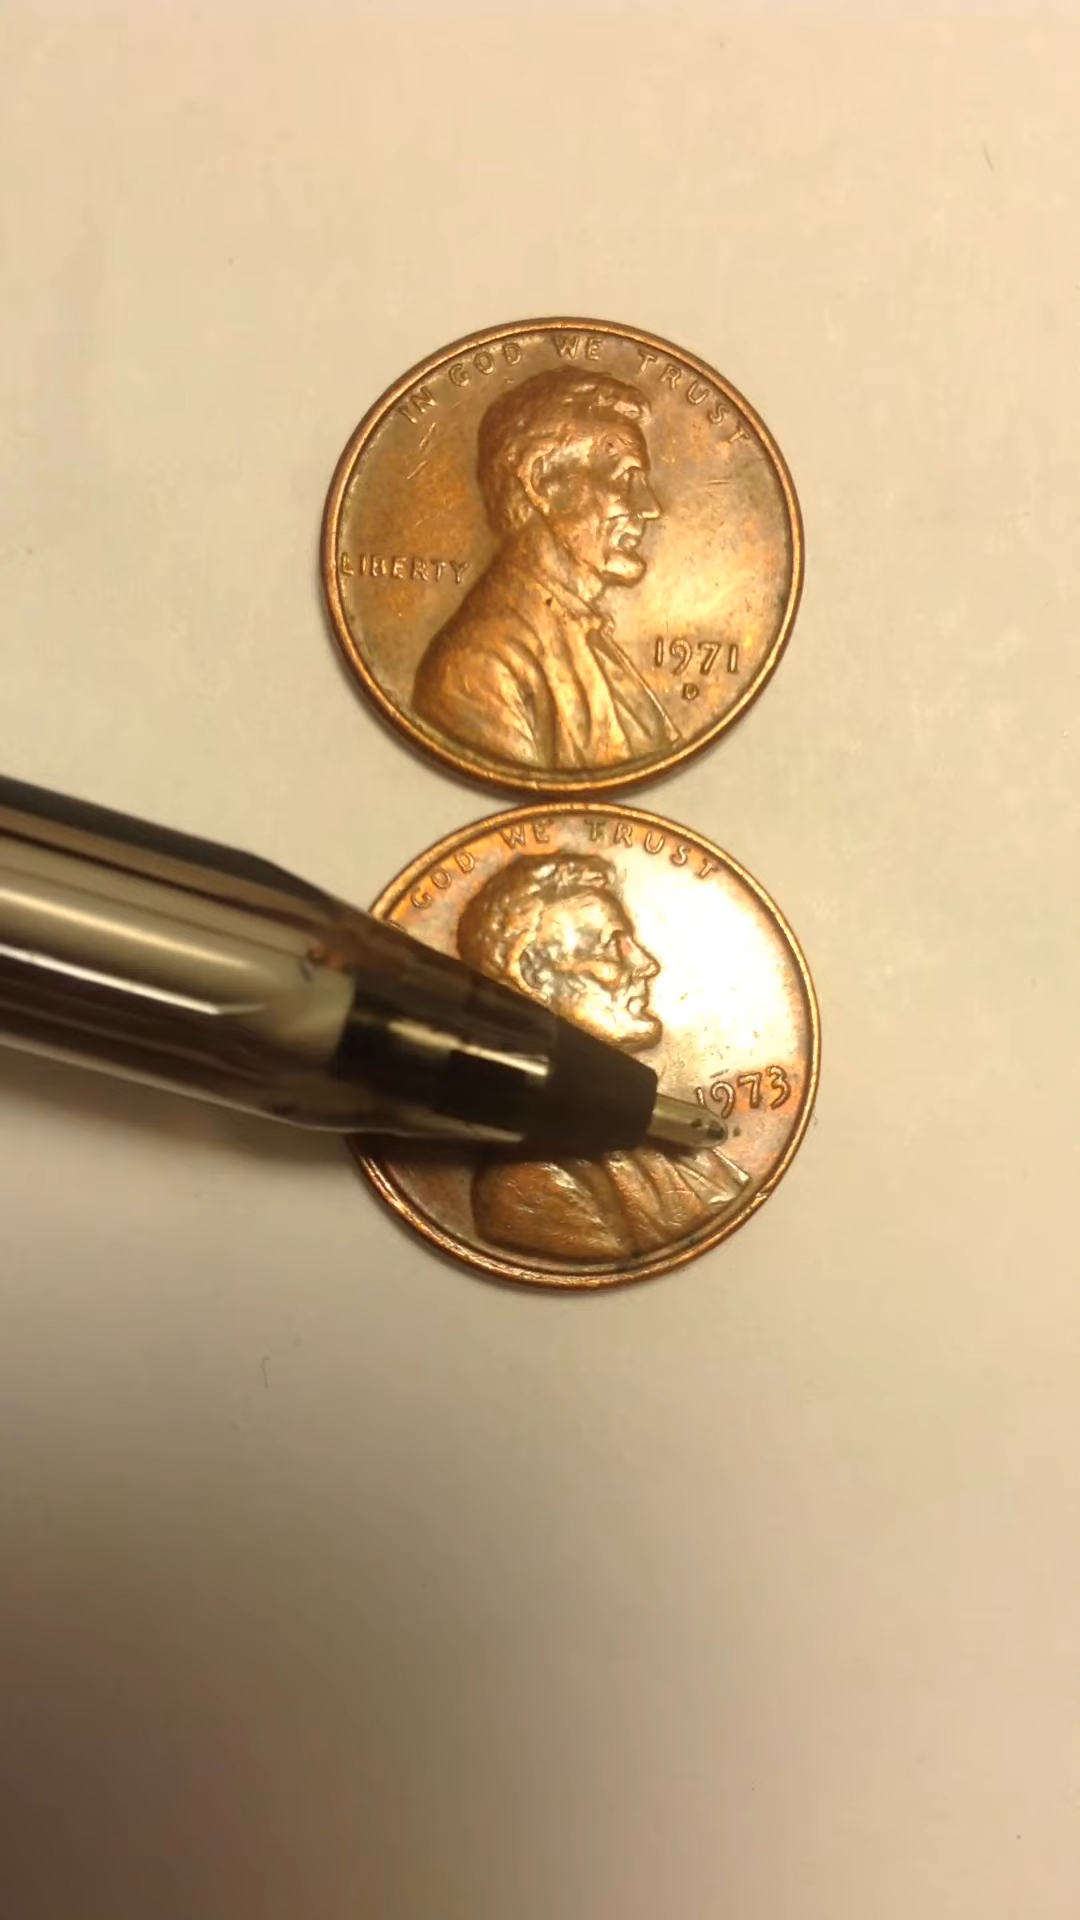 IN GOD WE TRUST
LIBERTY
1971
D
GOD WE TRUST
1973